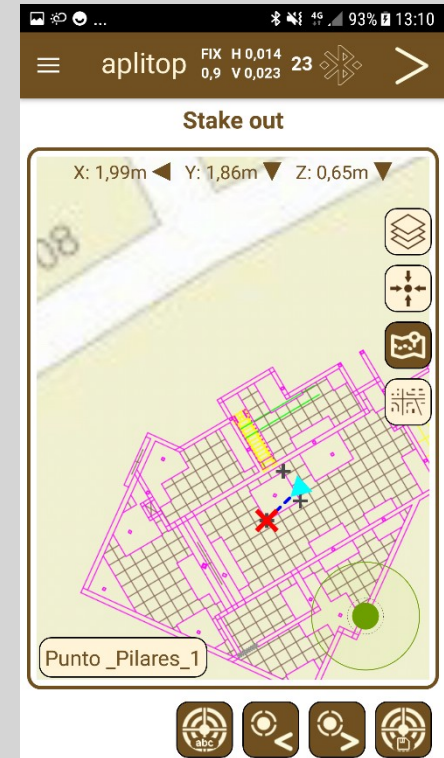 ... 4G 93% 13:10
aplitop FIX H 0,014 23
0,9 V 0,023
Stake out
X: 1,99m Y: 1,86m Z: 0,65m
08
Punto _Pilares_1
abc